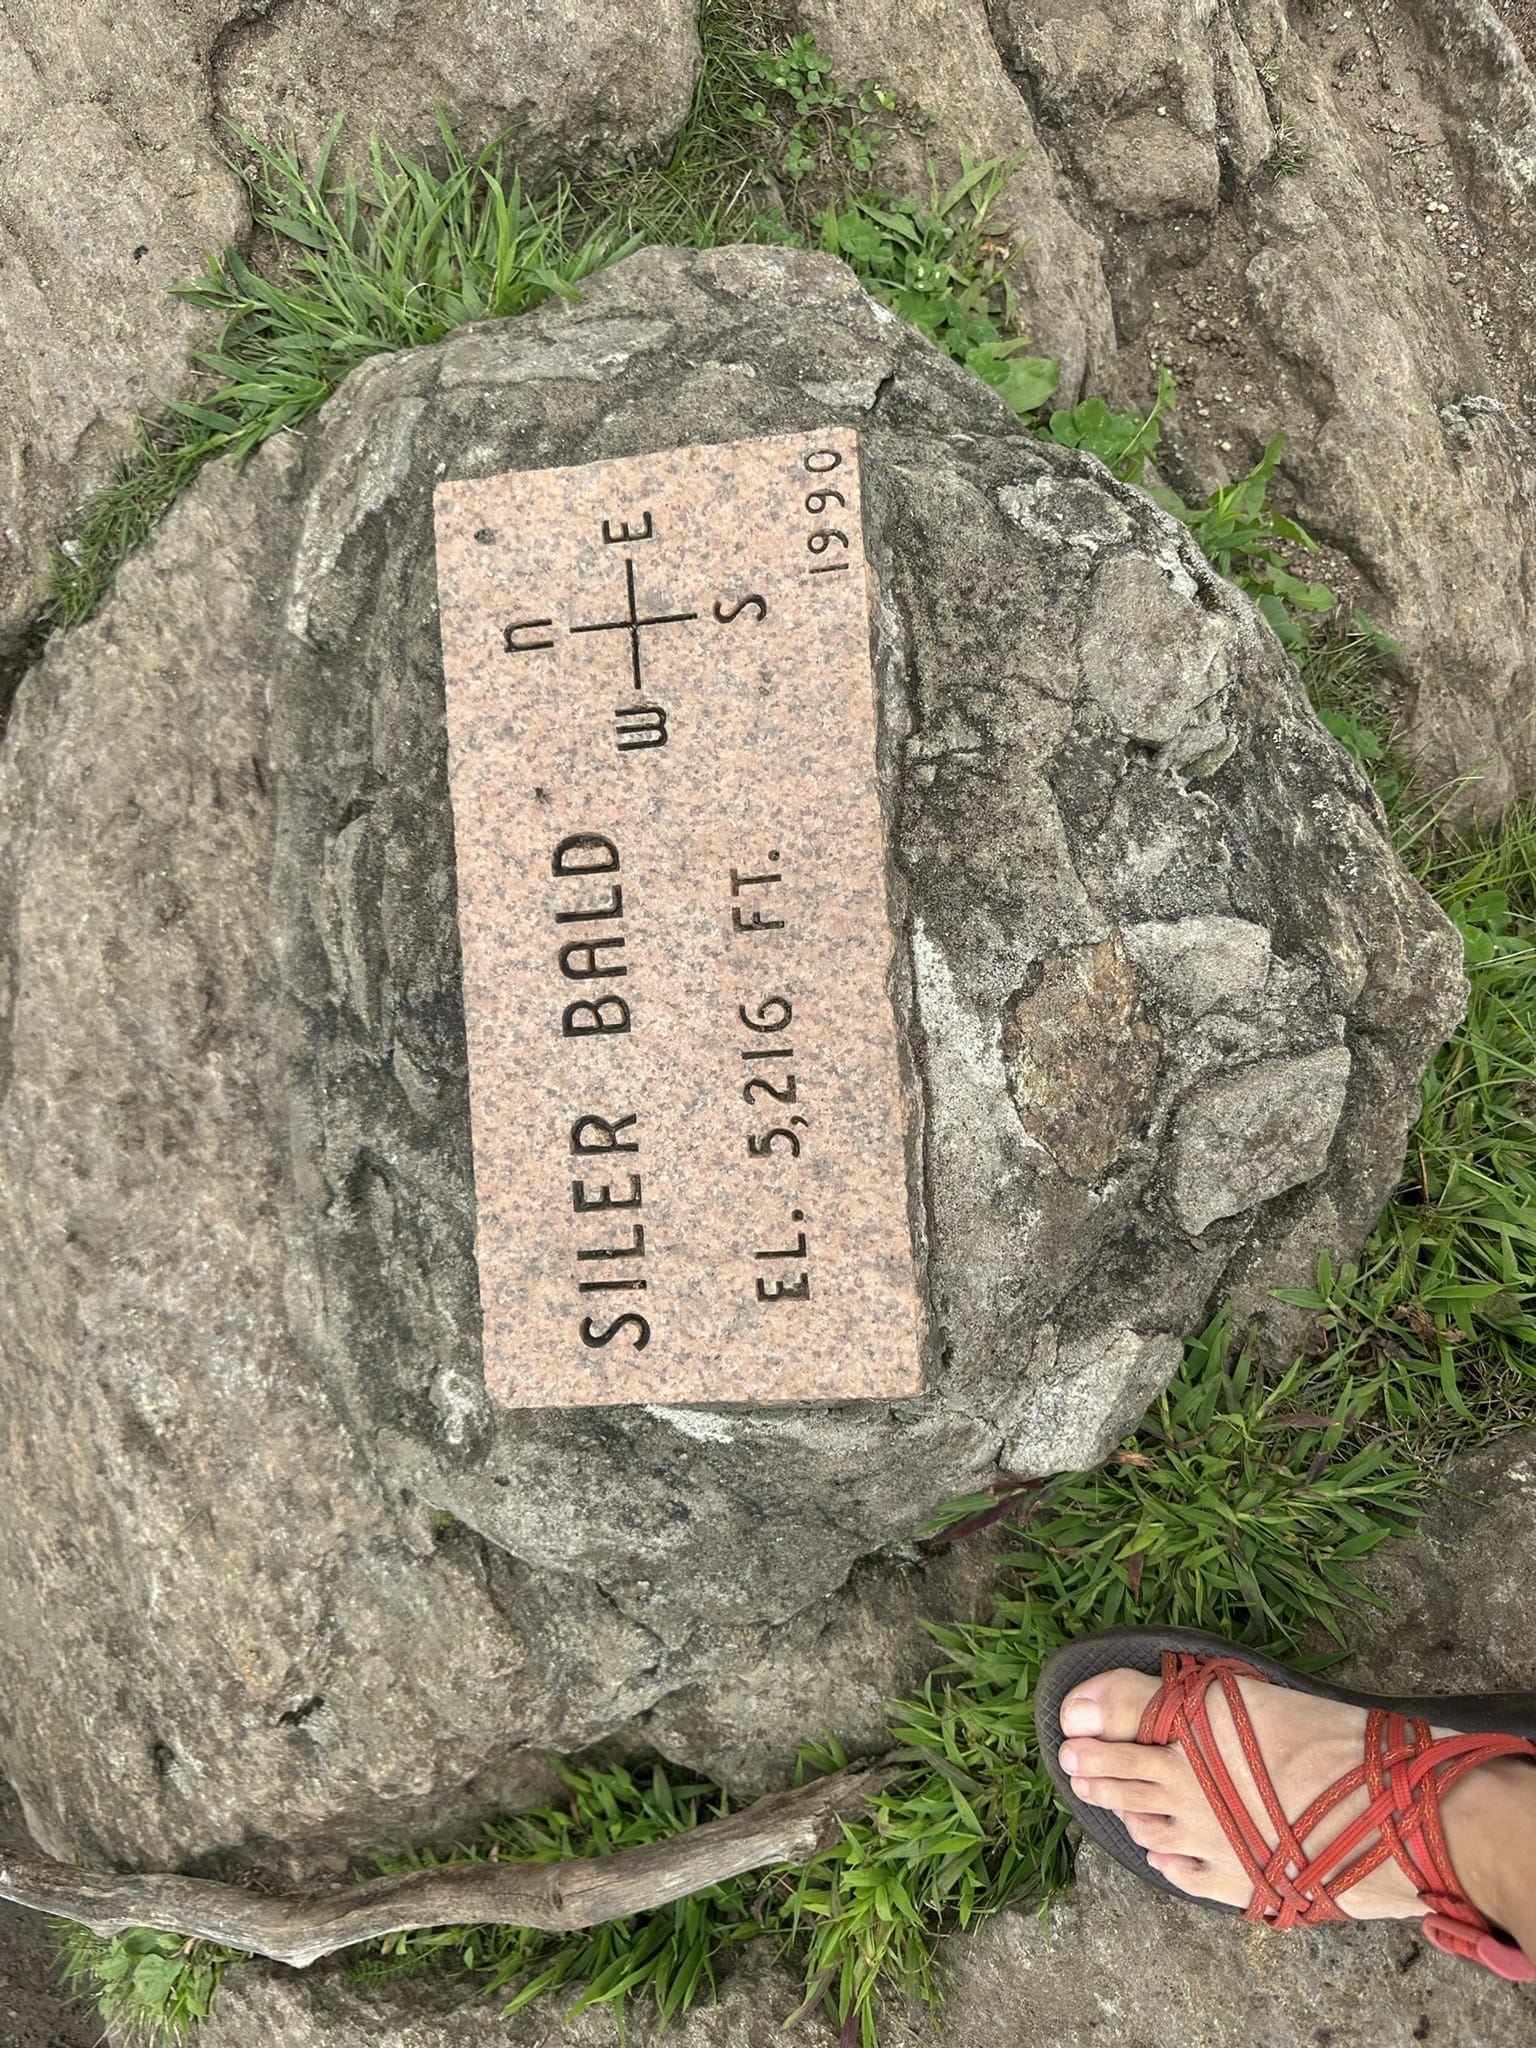 SILER BALD
EL. 5,216 FT.
n
W E
S
1990